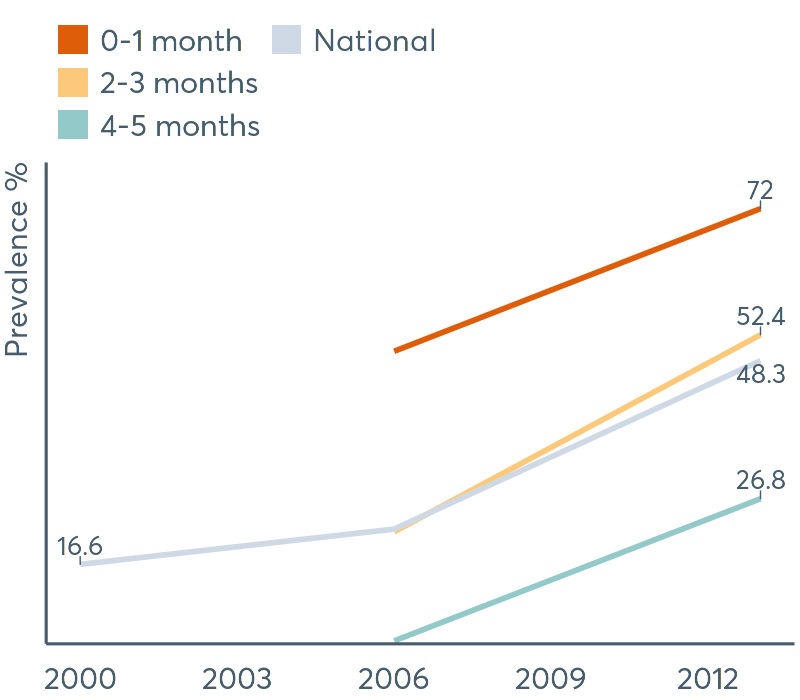 0-1 month National
2-3 months
4-5 months
Prevalence %
72
52.4
48.3
26.8
16.6
2000 2003 2006 2009 2012